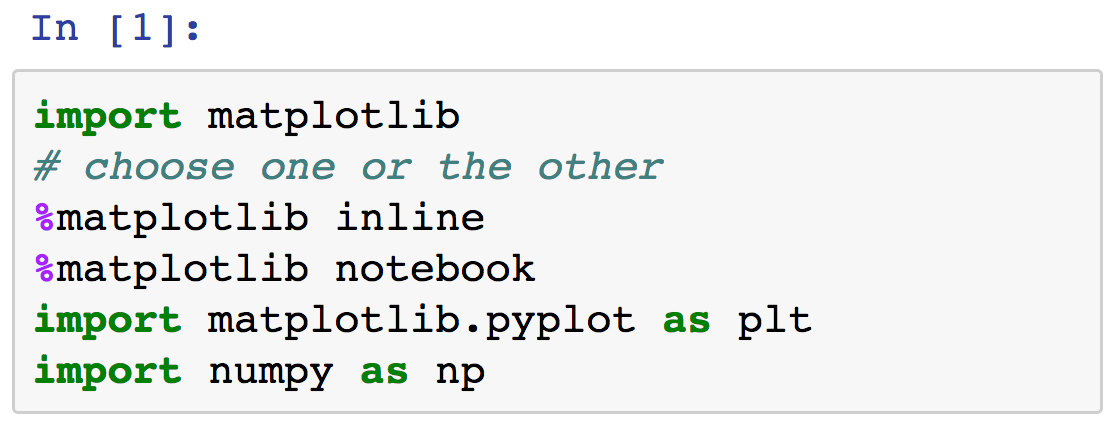 In [1]:
import matplotlib
# choose one or the other
%matplotlib inline
%matplotlib notebook
import matplotlib.pyplot as plt
import numpy as np